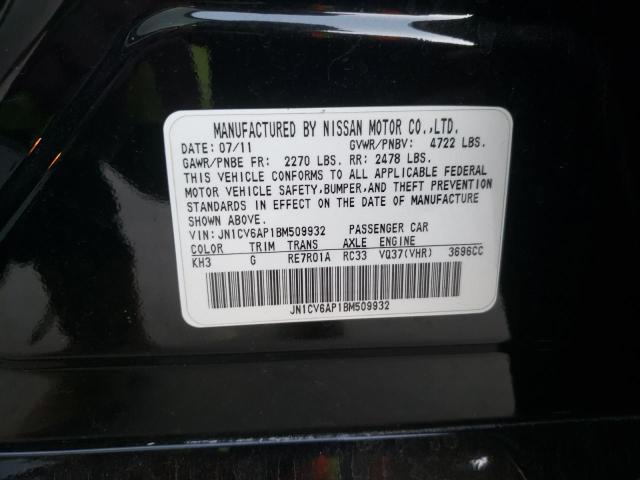 MANUFACTURED BY NISSAN MOTOR CO.,LTD.
DATE: 07/11 GVWR/PNBV: 4722 LBS.
GAWR/PNBE FR: 2270 LBS. RR: 2478 LBS.
THIS VEHICLE CONFORMS TO ALL APPLICABLE FEDERAL
MOTOR VEHICLE SAFETY,BUMPER,AND THEFT PREVENTION
STANDARDS IN EFFECT ON THE DATE OF MANUFACTURE
SHOWN ABOVE.
VIN: JN1CV6AP1BM509932 PASSENGER CAR
COLOR TRIM TRANS AXLE ENGINE
KH3 G RE7R01A RC33 VQ37(VHR) 3696CC
JN1CV6AP1BM509932